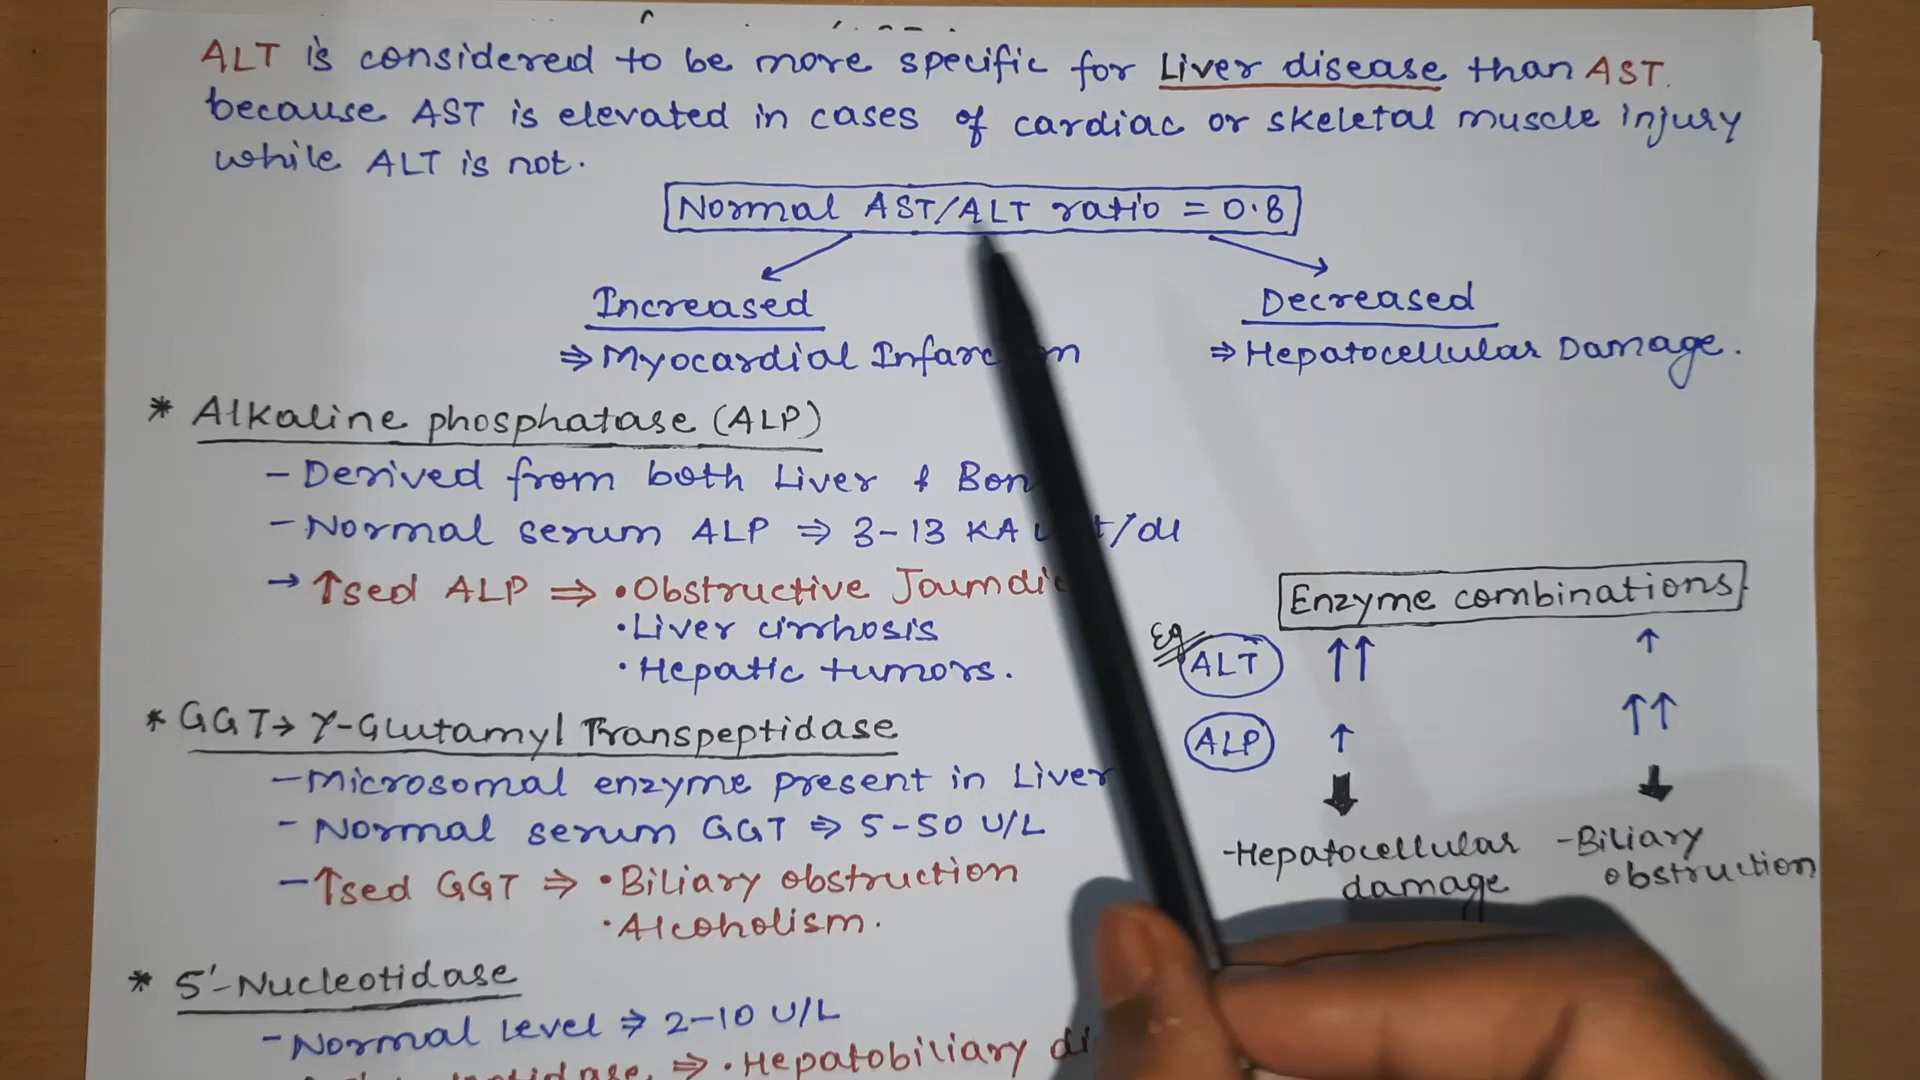 ALT is considered to be more specific for Liver disease than AST.
because AST is elevated in cases of cardiac or skeletal muscle injury
while ALT is not.
Normal AST/ALT ratio = 0.8
Increased
⇒ Myocardial
Decreased
⇒ Hepatocellular Damage.
* Alkaline phosphatase (ALP)
- Derived from both Liver &
- Normal serum ALP ⇒ 3-13 KA /dl
→ ↑sed ALP ⇒ • Obstructive
• Liver cirrhosis
• Hepatic tumors.
* GGT → γ-Glutamyl Transpeptidase
- Microsomal enzyme present in Liver
- Normal serum GGT ⇒ 5-50 U/L
- ↑sed GGT ⇒ • Biliary obstruction
• Alcoholism.
* 5'-Nucleotidase
- Normal Level ⇒ 2-10 U/L
⇒ • Hepatobiliary
Enzyme combinations
Eg
ALT ↑↑ ↑
ALP ↑ ↑↑
- Hepatocellular
damage
- Biliary
obstruction